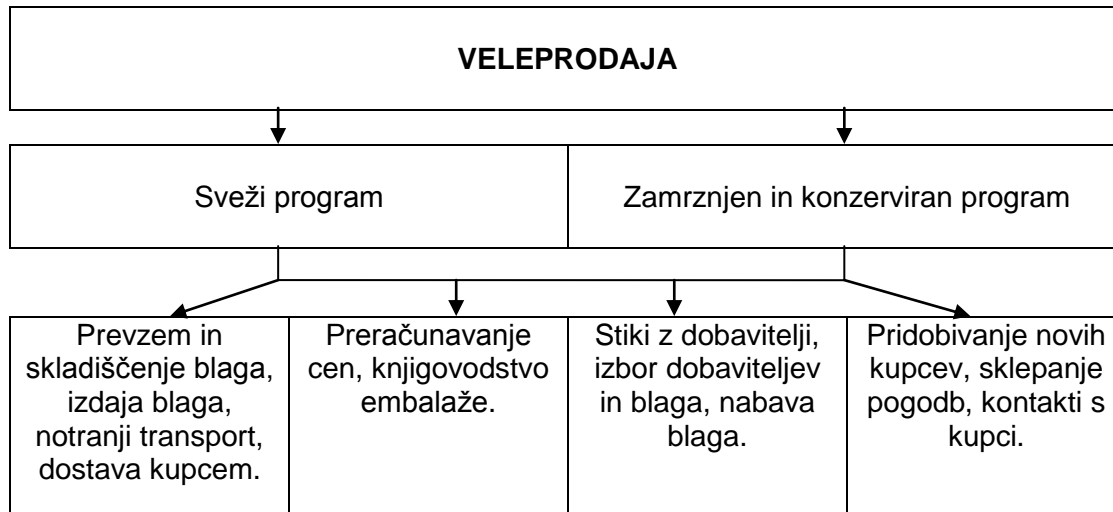 VELEPRODAJA
Sveži program
Zamrznjen in konzerviran program
Prevzem in
skladiščenje blaga,
izdaja blaga,
notranji transport,
dostava kupcem.
Preračunavanje
cen, knjigovodstvo
embalaže.
Stiki z dobavitelji,
izbor dobaviteljev
in blaga, nabava
blaga.
Pridobivanje novih
kupcev, sklepanje
pogodb, kontakti s
kupci.